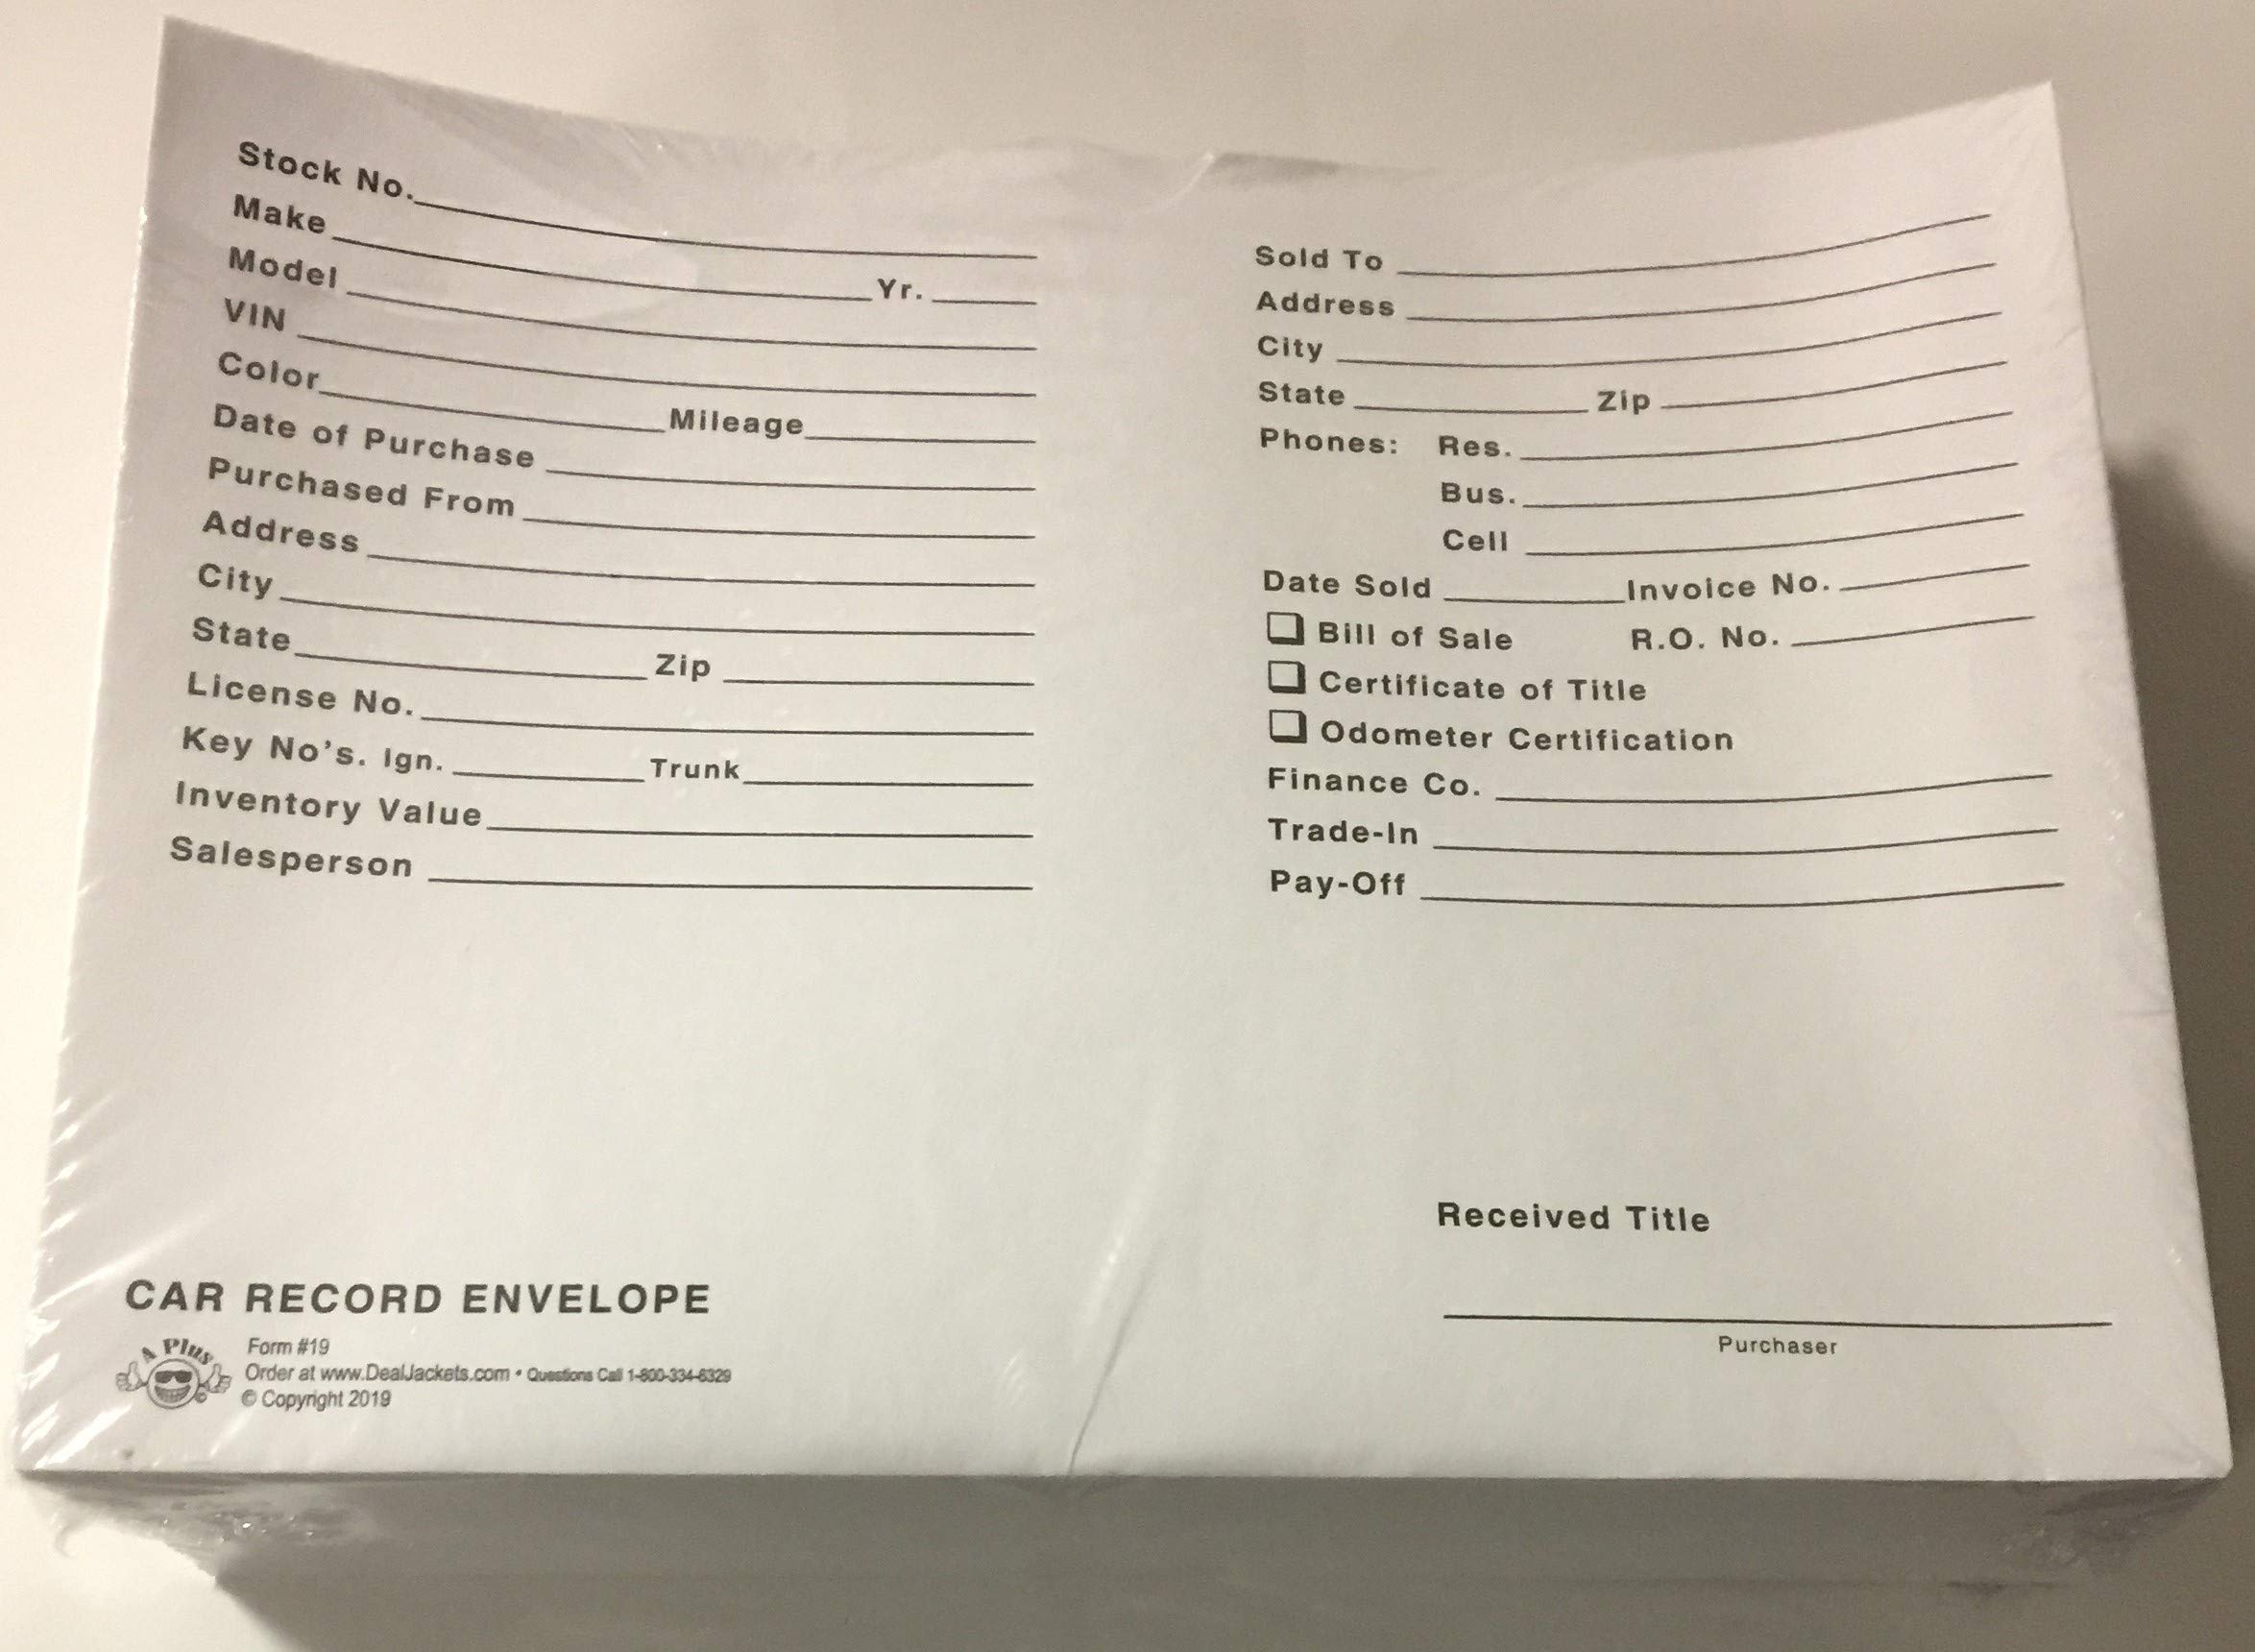 Stock No.
Make Yr.
Model
VIN
Color Mileage
Date of Purchase
Purchased From
Address
City
State Zip
License No.
Key No's. Ign. Trunk
Inventory Value
Salesperson
Sold To
Address
City
State Zip
Phones: Res.
Bus.
Cell
Date Sold Invoice No.
Bill of Sale R.O. No.
Certificate of Title
Odometer Certification
Finance Co.
Trade-In
Pay-Off
Received Title
Purchaser
CAR RECORD ENVELOPE
A Plus
Form #19
Order at www.DealJackets.com • Questions Call 1-800-334-6329
© Copyright 2019